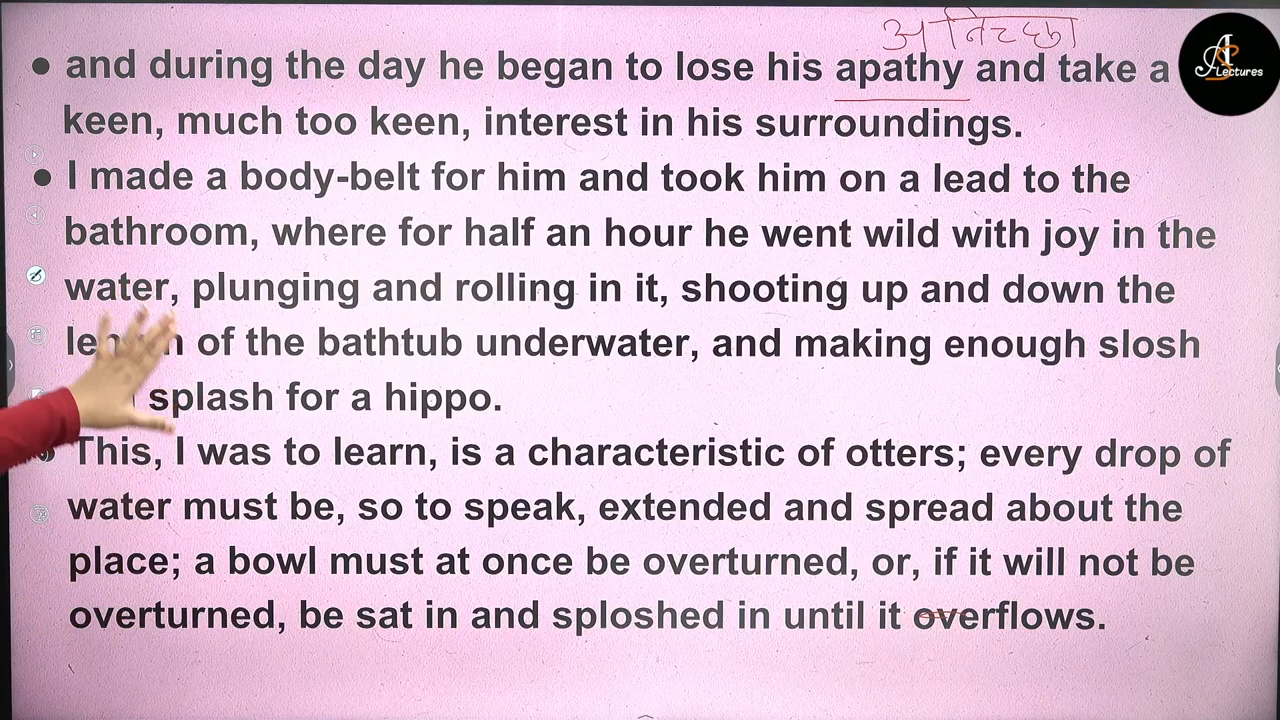 अनिच्छा
● and during the day he began to lose his apathy and take a
keen, much too keen, interest in his surroundings.
● I made a body-belt for him and took him on a lead to the
bathroom, where for half an hour he went wild with joy in the
water, plunging and rolling in it, shooting up and down the
length of the bathtub underwater, and making enough slosh
splash for a hippo.
This, I was to learn, is a characteristic of otters; every drop of
water must be, so to speak, extended and spread about the
place; a bowl must at once be overturned, or, if it will not be
overturned, be sat in and sploshed in until it overflows.
AS Lectures